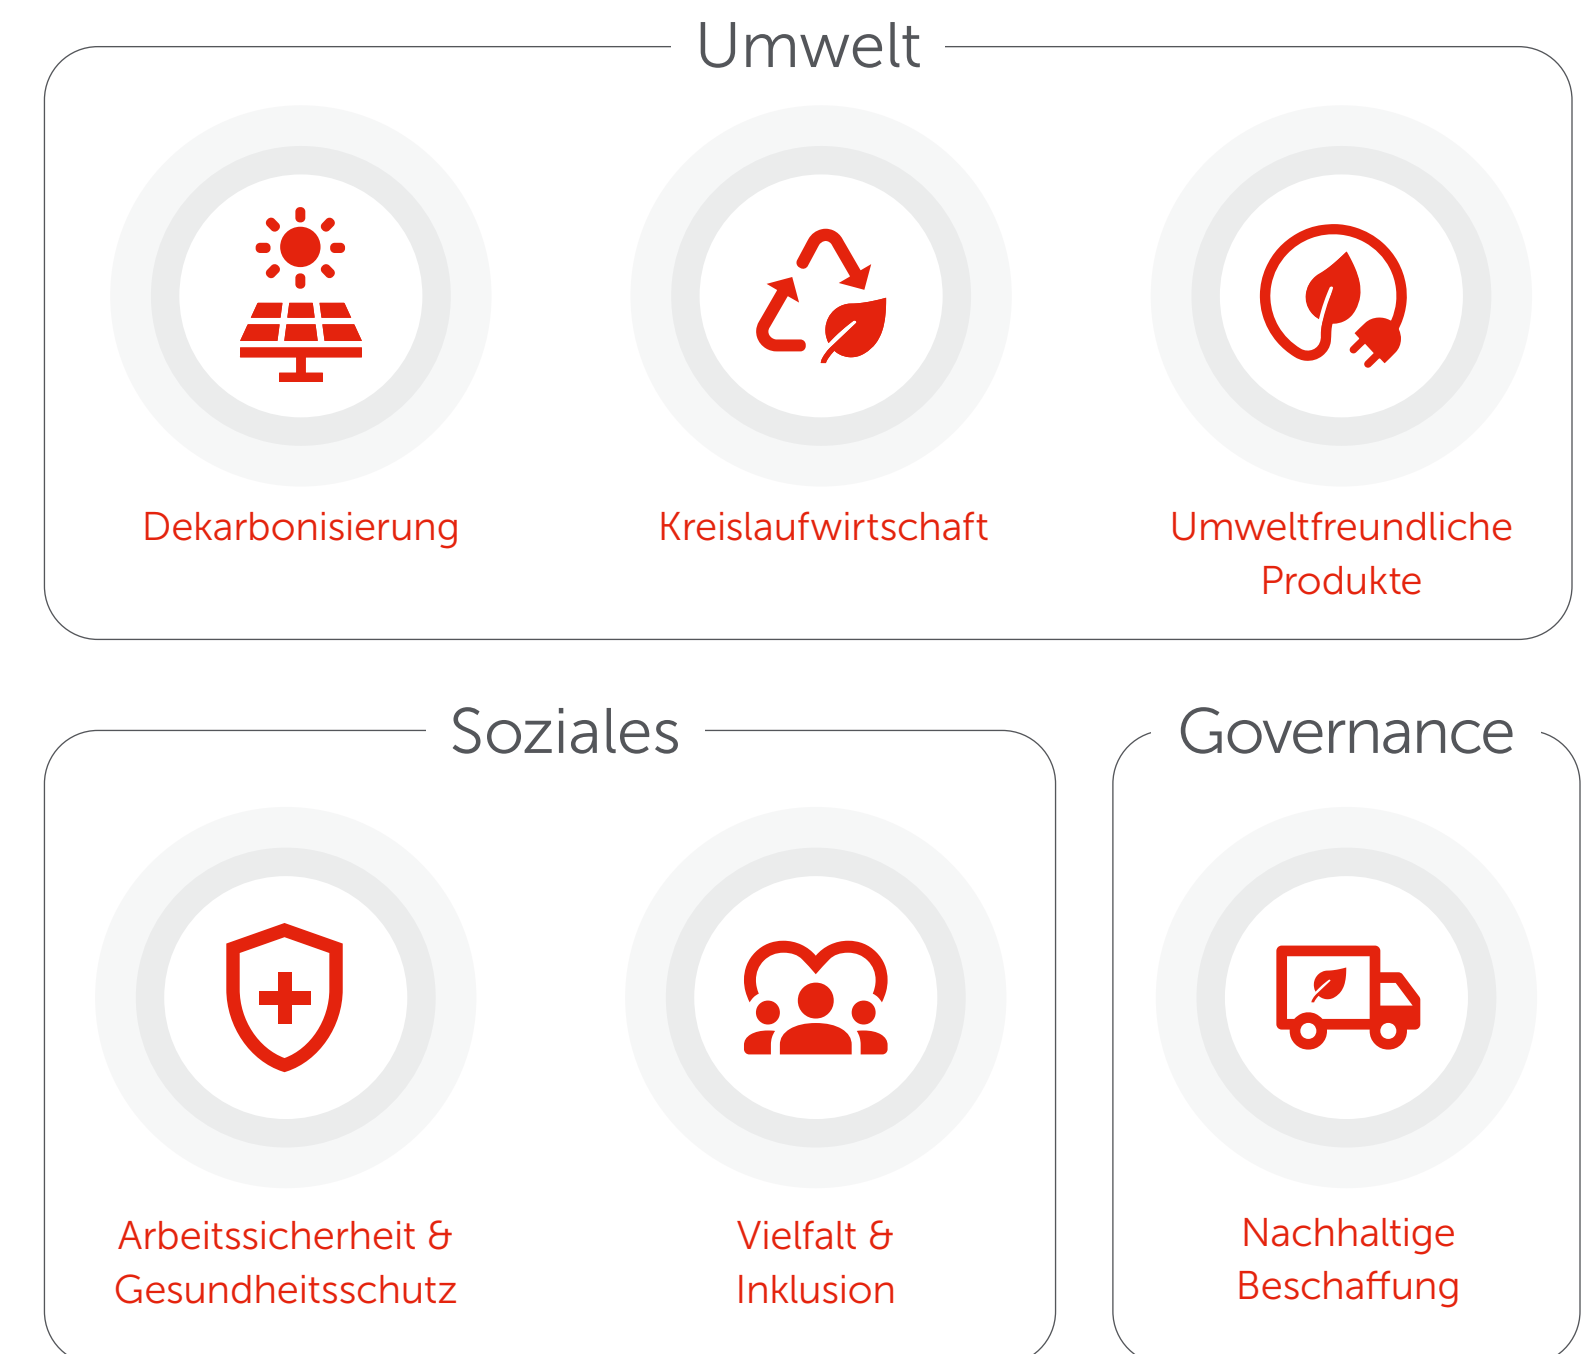 Umwelt
Dekarbonisierung
Kreislaufwirtschaft
Umweltfreundliche
Produkte
Soziales
Arbeitssicherheit &
Gesundheitsschutz
Vielfalt &
Inklusion
Governance
Nachhaltige
Beschaffung